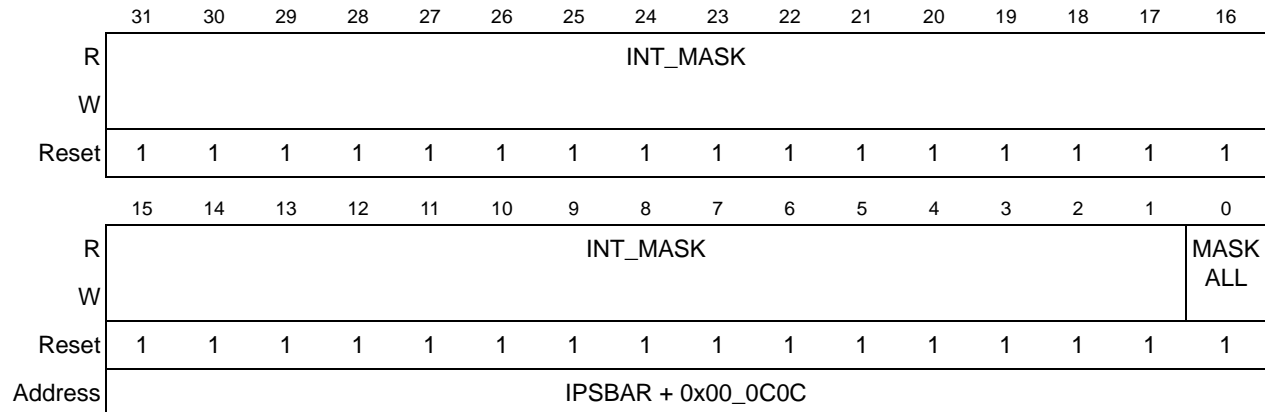 31 30 29 28 27 26 25 24 23 22 21 20 19 18 17 16
R INT_MASK
W
Reset 1 1 1 1 1 1 1 1 1 1 1 1 1 1 1 1
15 14 13 12 11 10 9 8 7 6 5 4 3 2 1 0
R INT_MASK MASK
W ALL
Reset 1 1 1 1 1 1 1 1 1 1 1 1 1 1 1 1
Address IPSBAR + 0x00_0C0C